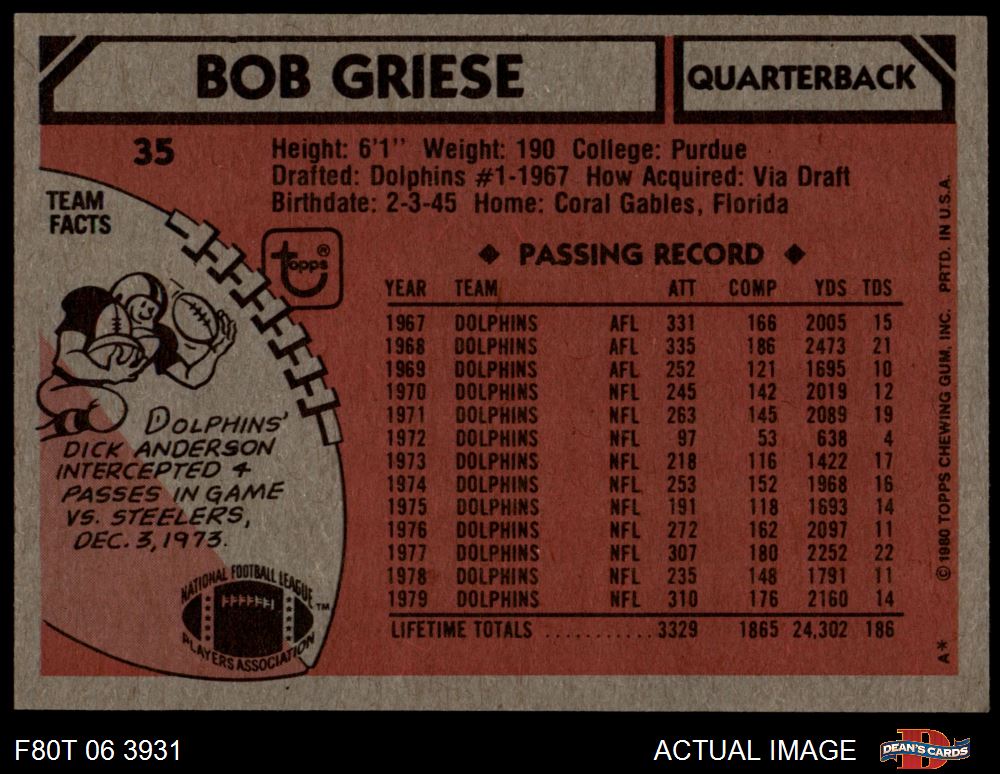 BOB GRIESE
QUARTERBACK
35
Height: 6'1" Weight: 190 College: Purdue
Drafted: Dolphins #1-1967 How Acquired: Via Draft
Birthdate: 2-3-45 Home: Coral Gables, Florida
TEAM
FACTS
topps®
DOLPHINS'
DICK ANDERSON
INTERCEPTED 4
PASSES IN GAME
VS. STEELERS,
DEC. 3, 1973.
NATIONAL FOOTBALL LEAGUE
PLAYERS ASSOCIATION
TM
◆ PASSING RECORD ◆
YEAR TEAM ATT COMP YDS TDS
1967 DOLPHINS AFL 331 166 2005 15
1968 DOLPHINS AFL 335 186 2473 21
1969 DOLPHINS AFL 252 121 1695 10
1970 DOLPHINS NFL 245 142 2019 12
1971 DOLPHINS NFL 263 145 2089 19
1972 DOLPHINS NFL 97 53 638 4
1973 DOLPHINS NFL 218 116 1422 17
1974 DOLPHINS NFL 253 152 1968 16
1975 DOLPHINS NFL 191 118 1693 14
1976 DOLPHINS NFL 272 162 2097 11
1977 DOLPHINS NFL 307 180 2252 22
1978 DOLPHINS NFL 235 148 1791 11
1979 DOLPHINS NFL 310 176 2160 14
LIFETIME TOTALS ........... 3329 1865 24,302 186
A* © 1980 TOPPS CHEWING GUM, INC. PRTD. IN U.S.A.
F80T 06 3931
ACTUAL IMAGE
DEAN'S CARDS